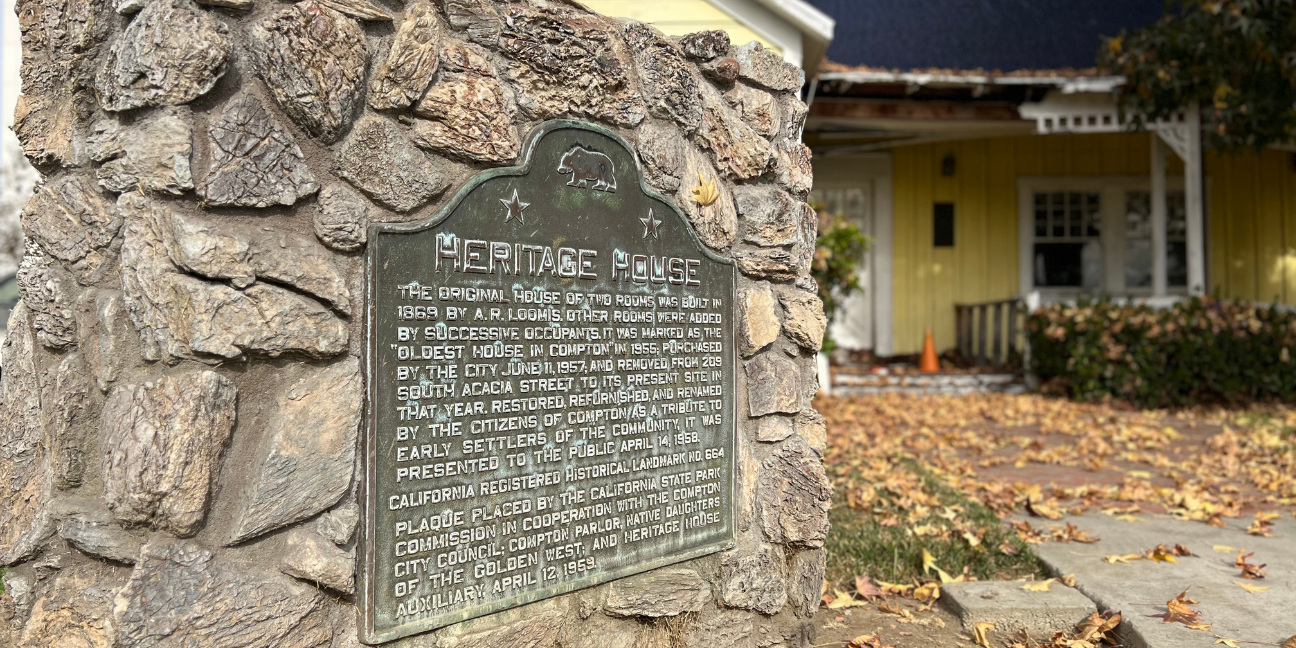 HERITAGE HOUSE
THE ORIGINAL HOUSE OF TWO ROOMS WAS BUILT IN
1869 BY A. R. LOOMIS. OTHER ROOMS WERE ADDED
BY SUCCESSIVE OCCUPANTS. IT WAS MARKED AS THE
"OLDEST HOUSE IN COMPTON" IN 1955; PURCHASED
BY THE CITY JUNE 11, 1957, AND REMOVED FROM 209
SOUTH ACACIA STREET TO ITS PRESENT SITE IN
THAT YEAR. RESTORED, REFURNISHED, AND RENAMED
BY THE CITIZENS OF COMPTON AS A TRIBUTE TO
EARLY SETTLERS OF THE COMMUNITY, IT WAS
PRESENTED TO THE PUBLIC APRIL 14, 1958.
CALIFORNIA REGISTERED HISTORICAL LANDMARK NO. 664
PLAQUE PLACED BY THE CALIFORNIA STATE PARK
COMMISSION IN COOPERATION WITH THE COMPTON
CITY COUNCIL; COMPTON PARLOR, NATIVE DAUGHTERS
OF THE GOLDEN WEST; AND HERITAGE HOUSE
AUXILIARY, APRIL 12, 1959.